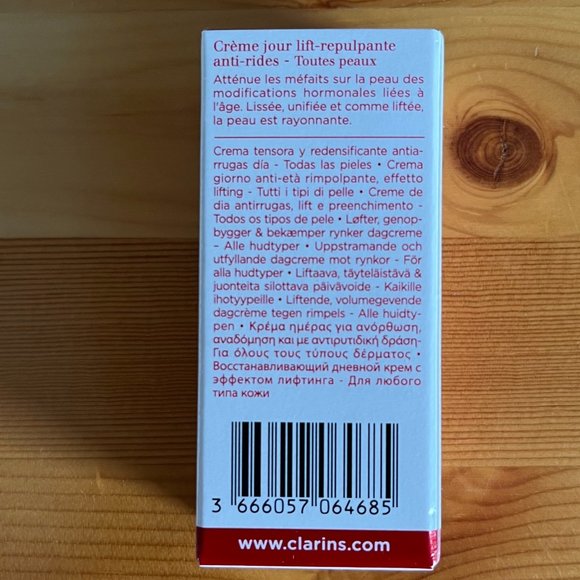 Crème jour lift-repulpante
anti-rides - Toutes peaux
Atténue les méfaits sur la peau des
modifications hormonales liées à
l'âge. Lissée, unifiée et comme liftée,
la peau est rayonnante.
Crema tensora y redensificante antia-
rrugas día - Todas las pieles • Crema
giorno anti-età rimpolpante, effetto
lifting - Tutti i tipi di pelle • Creme de
dia antirrugas, lift e preenchimento -
Todos os tipos de pele • Løfter, genop-
bygger & bekæmper rynker dagcreme
– Alle hudtyper • Uppstramande och
utfyllande dagcreme mot rynkor - För
alla hudtyper • Liftaava, täyteläistävä &
juonteita silottava päivävoide - Kaikille
ihotyypeille • Liftende, volumegevende
dagcrème tegen rimpels - Alle huidty-
pen • Κρέμα ημέρας για ανόρθωση,
αναδόμηση και με αντιρυτιδική δράση-
Για όλους τους τύπους δέρματος •
Восстанавливающий дневной крем с
эффектом лифтинга - Для любого
типа кожи
3 666057 064685
www.clarins.com